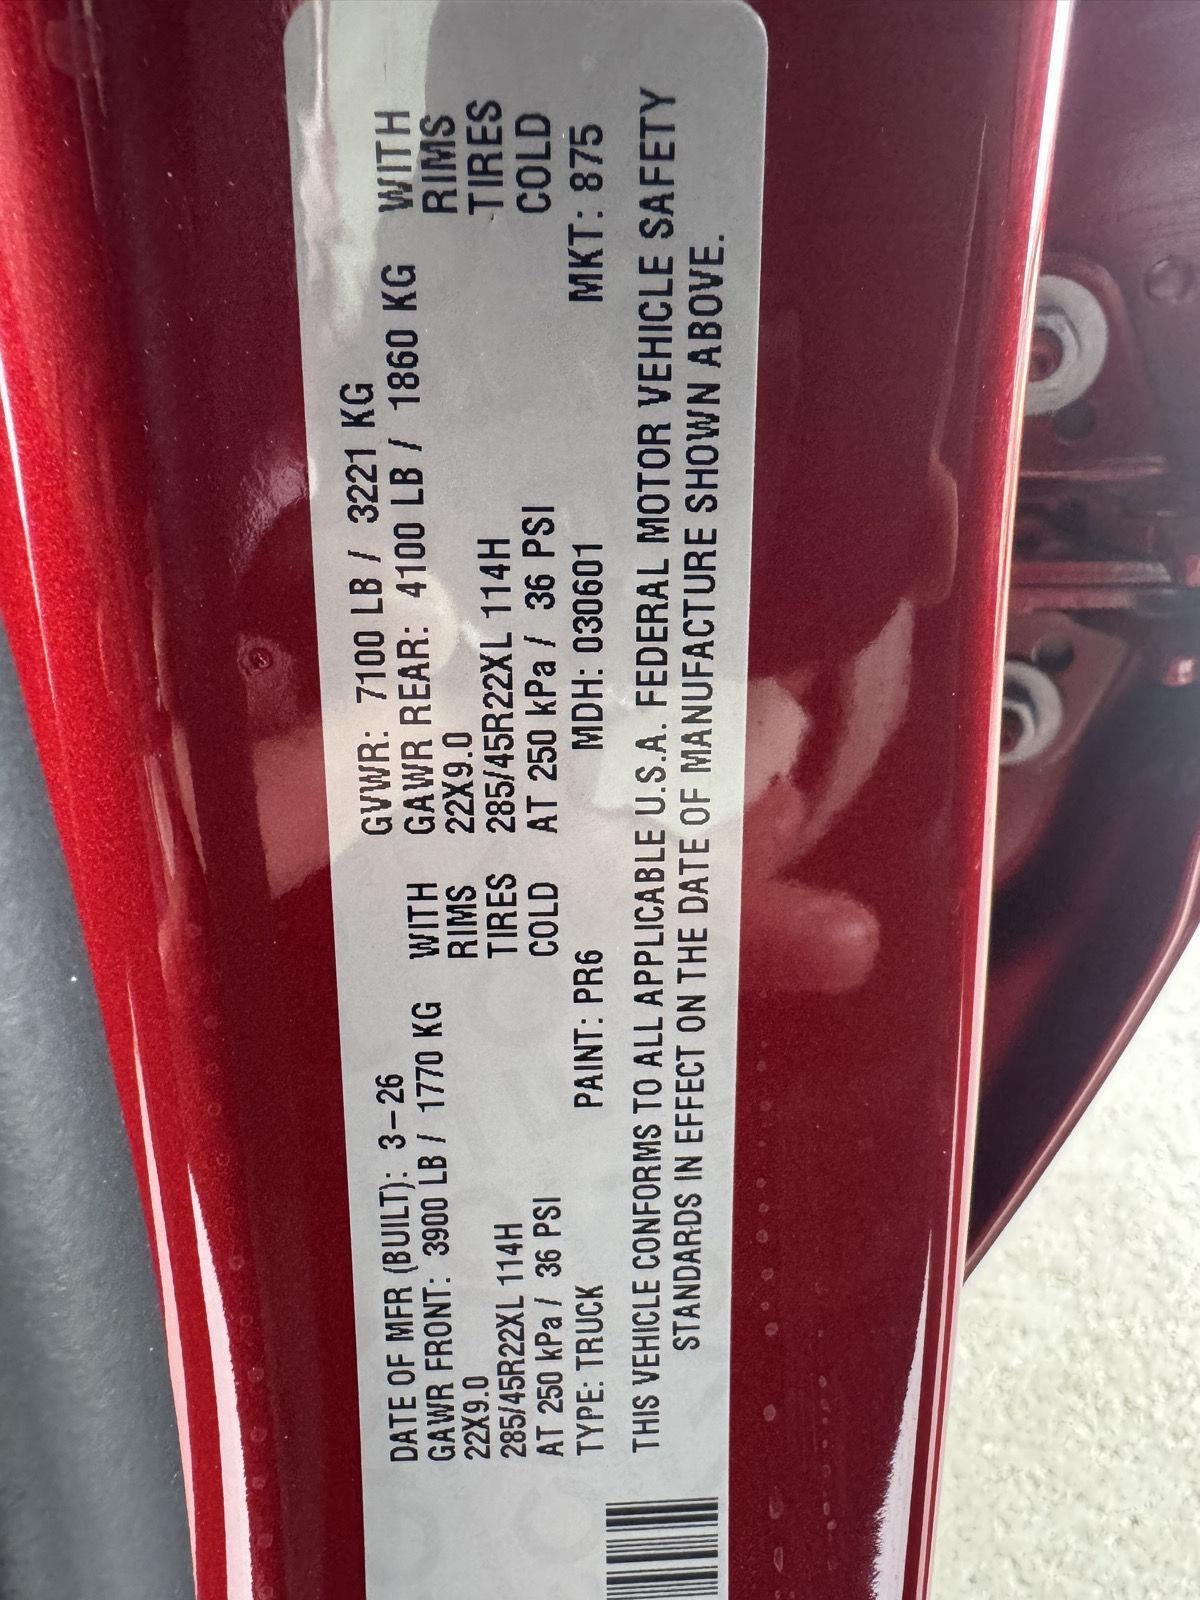 DATE OF MFR (BUILT): 3-26 GVWR: 7100 LB / 3221 KG
GAWR FRONT: 3900 LB / 1770 KG WITH GAWR REAR: 4100 LB / 1860 KG WITH
22X9.0 RIMS 22X9.0 RIMS
285/45R22XL 114H TIRES 285/45R22XL 114H TIRES
AT 250 kPa / 36 PSI COLD AT 250 kPa / 36 PSI COLD
TYPE: TRUCK PAINT: PR6 MDH: 030601 MKT: 875
THIS VEHICLE CONFORMS TO ALL APPLICABLE U.S.A. FEDERAL MOTOR VEHICLE SAFETY
STANDARDS IN EFFECT ON THE DATE OF MANUFACTURE SHOWN ABOVE.